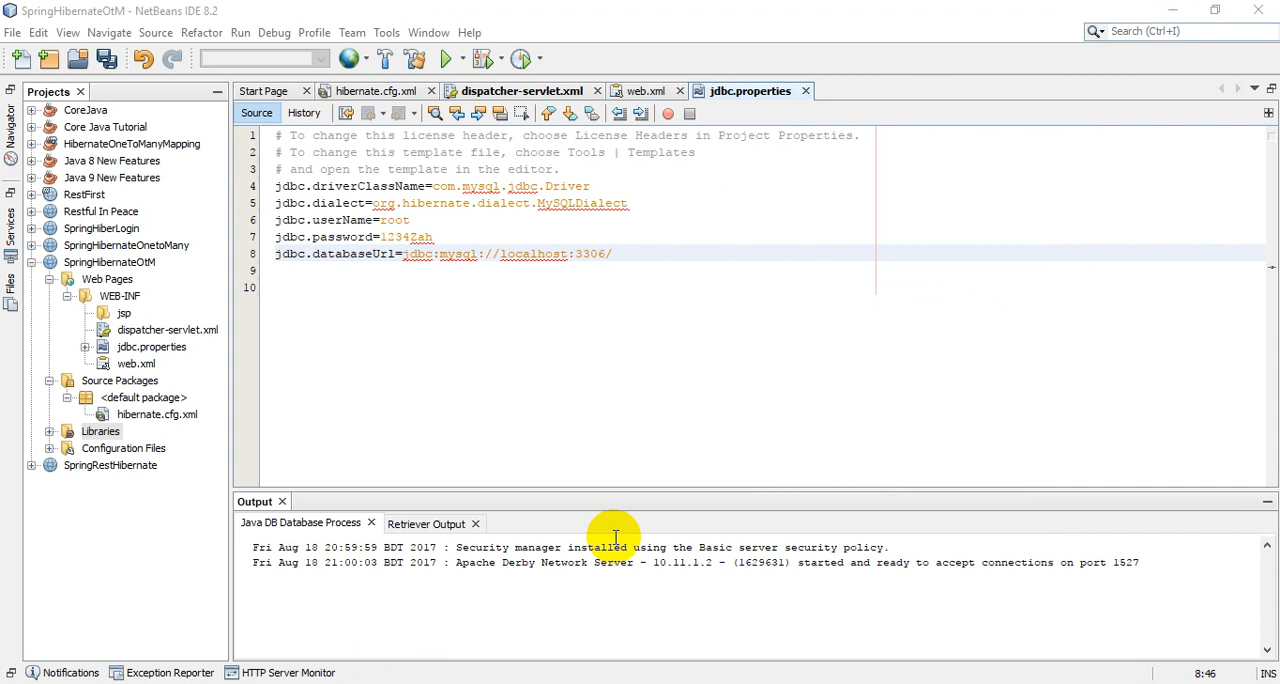 SpringHibernateOtM - NetBeans IDE 8.2
File Edit View Navigate Source Refactor Run Debug Profile Team Tools Window Help
Search (Ctrl+I)
Projects
Start Page hibernate.cfg.xml dispatcher-servlet.xml web.xml jdbc.properties
Source History
Navigator
Services
Files
CoreJava
Core Java Tutorial
HibernateOneToManyMapping
Java 8 New Features
Java 9 New Features
RestFirst
Restful In Peace
SpringHiberLogin
SpringHibernateOnetoMany
SpringHibernateOtM
Web Pages
WEB-INF
jsp
dispatcher-servlet.xml
jdbc.properties
web.xml
Source Packages
<default package>
hibernate.cfg.xml
Libraries
Configuration Files
SpringRestHibernate
1 # To change this license header, choose License Headers in Project Properties.
2 # To change this template file, choose Tools | Templates
3 # and open the template in the editor.
4 jdbc.driverClassName=com.mysql.jdbc.Driver
5 jdbc.dialect=org.hibernate.dialect.MySQLDialect
6 jdbc.userName=root
7 jdbc.password=1234Zah
8 jdbc.databaseUrl=jdbc:mysql://localhost:3306/
9
10
Output
Java DB Database Process Retriever Output
Fri Aug 18 20:59:59 BDT 2017 : Security manager installed using the Basic server security policy.
Fri Aug 18 21:00:03 BDT 2017 : Apache Derby Network Server - 10.11.1.2 - (1629631) started and ready to accept connections on port 1527
Notifications Exception Reporter HTTP Server Monitor
8:46 INS